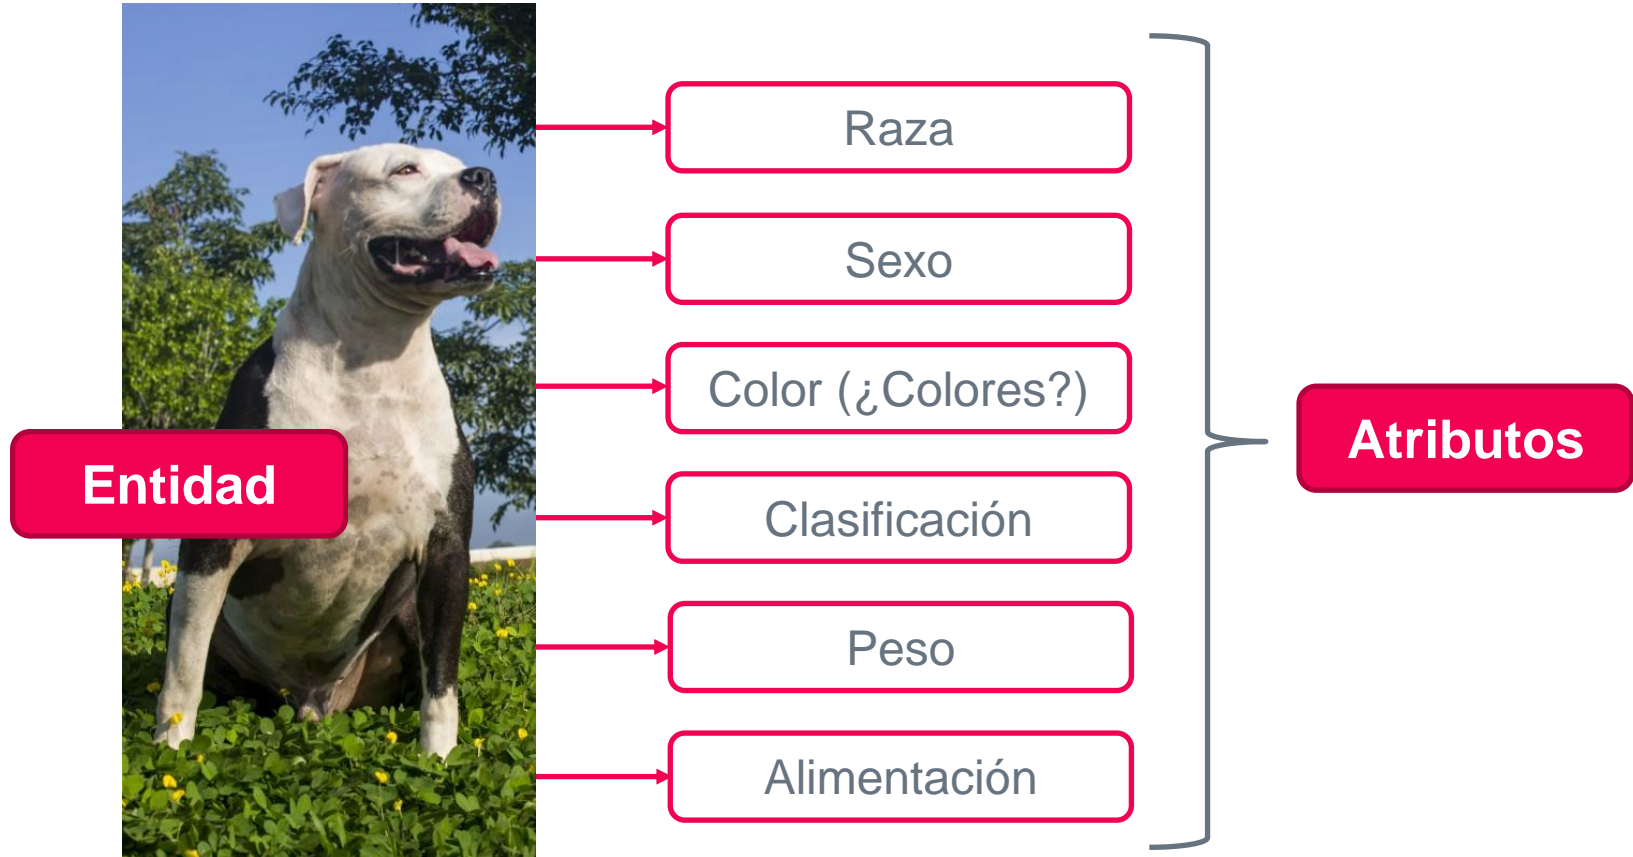 Raza
Sexo
Color (¿Colores?)
Clasificación
Peso
Alimentación
Entidad
Atributos